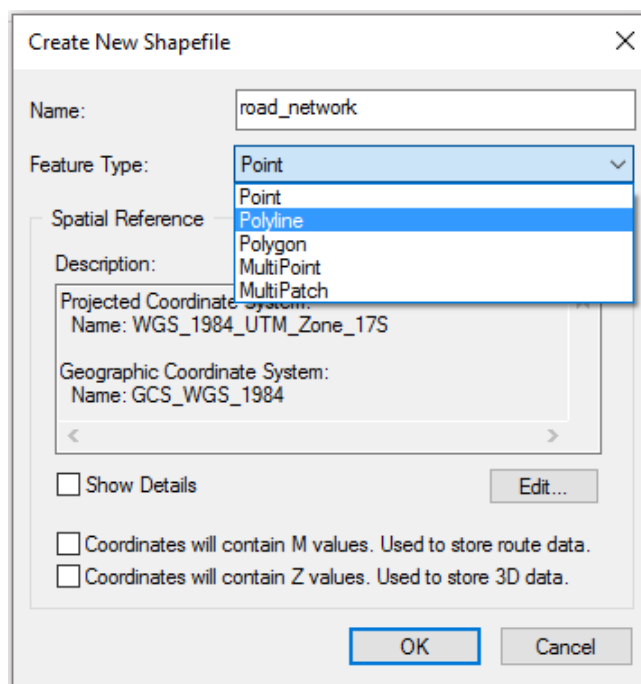 Create New Shapefile
Name: road_network
Feature Type: Point
Point
Polyline
Polygon
MultiPoint
MultiPatch
Spatial Reference
Description:
Projected Coordinate System:
Name: WGS_1984_UTM_Zone_17S
Geographic Coordinate System:
Name: GCS_WGS_1984
Show Details
Edit...
Coordinates will contain M values. Used to store route data.
Coordinates will contain Z values. Used to store 3D data.
OK Cancel